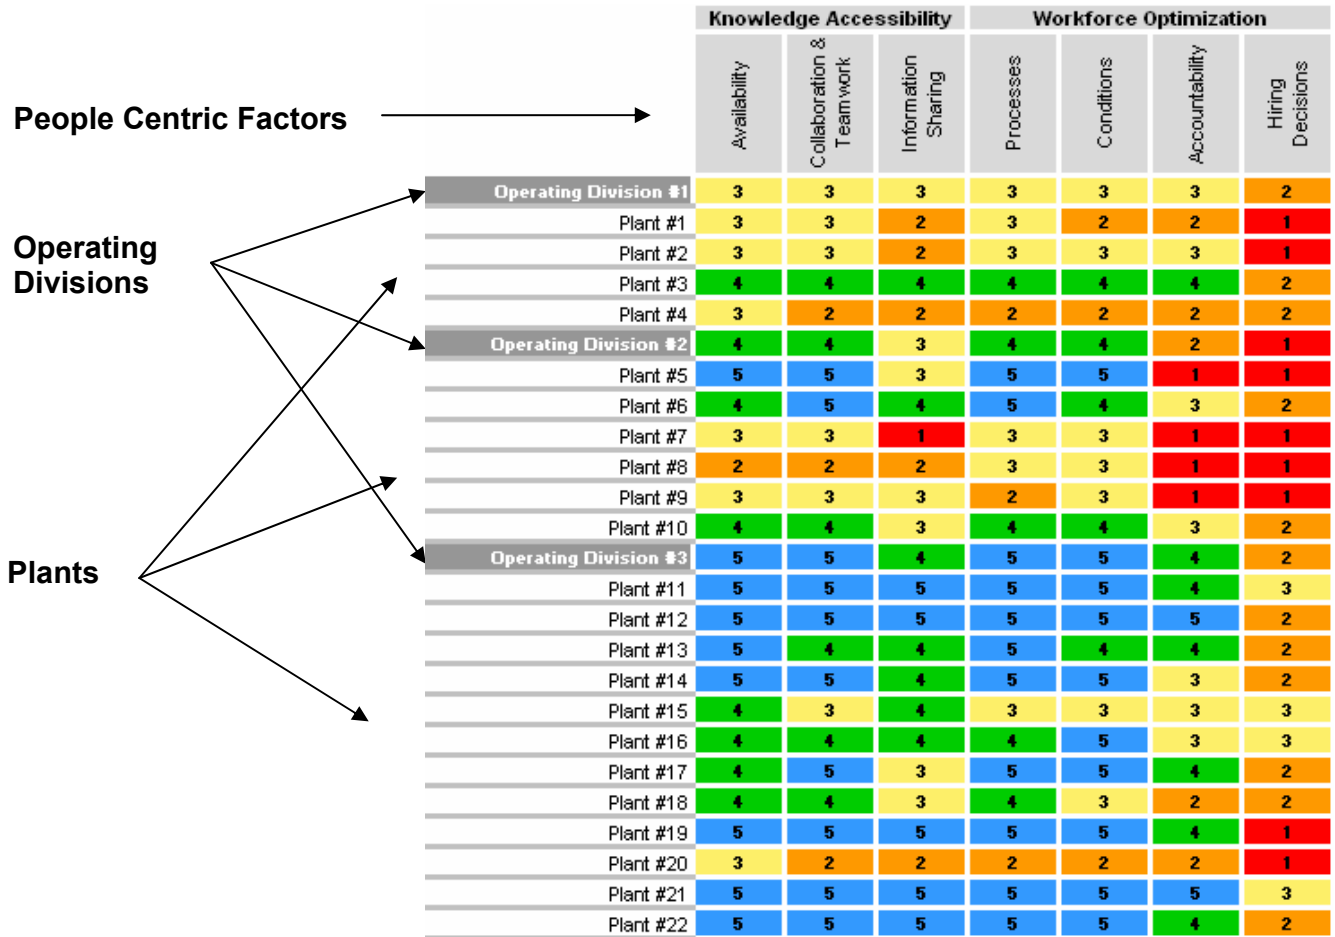 Knowledge Accessibility Workforce Optimization
Availability
Collaboration &
Teamwork
Information
Sharing
Processes
Conditions
Accountability
Hiring
Decisions
People Centric Factors
Operating
Divisions
Plants
Operating Division #1 3 3 3 3 3 3 2
Plant #1 3 3 2 3 2 2 1
Plant #2 3 3 2 3 3 3 1
Plant #3 4 4 4 4 4 4 2
Plant #4 3 2 2 2 2 2 2
Operating Division #2 4 4 3 4 4 2 1
Plant #5 5 5 3 5 5 1 1
Plant #6 4 5 4 5 4 3 2
Plant #7 3 3 1 3 3 1 1
Plant #8 2 2 2 3 3 1 1
Plant #9 3 3 3 2 3 1 1
Plant #10 4 4 3 4 4 3 2
Operating Division #3 5 5 4 5 5 4 2
Plant #11 5 5 5 5 5 4 3
Plant #12 5 5 5 5 5 5 2
Plant #13 5 4 4 5 4 4 2
Plant #14 5 5 4 5 5 3 2
Plant #15 4 3 4 3 3 3 3
Plant #16 4 4 4 4 5 3 3
Plant #17 4 5 3 5 5 4 2
Plant #18 4 4 3 4 3 2 2
Plant #19 5 5 5 5 5 4 1
Plant #20 3 2 2 2 2 2 1
Plant #21 5 5 5 5 5 5 3
Plant #22 5 5 5 5 5 4 2